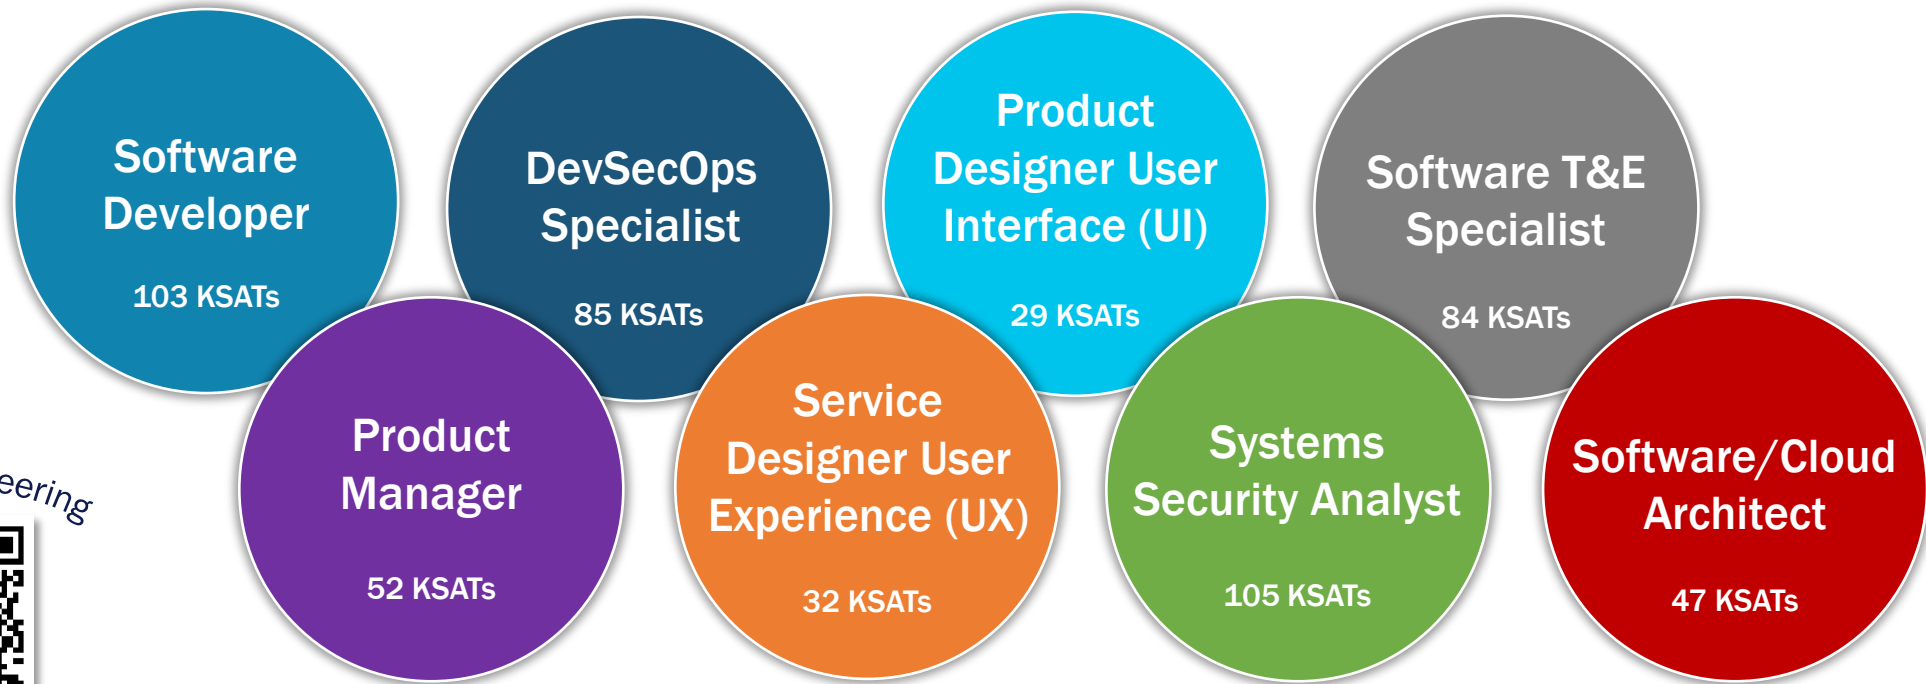 Software
Developer
103 KSATs
DevSecOps
Specialist
85 KSATs
Product
Designer User
Interface (UI)
29 KSATs
Software T&E
Specialist
84 KSATs
Product
Manager
52 KSATs
Service
Designer User
Experience (UX)
32 KSATs
Systems
Security Analyst
105 KSATs
Software/Cloud
Architect
47 KSATs